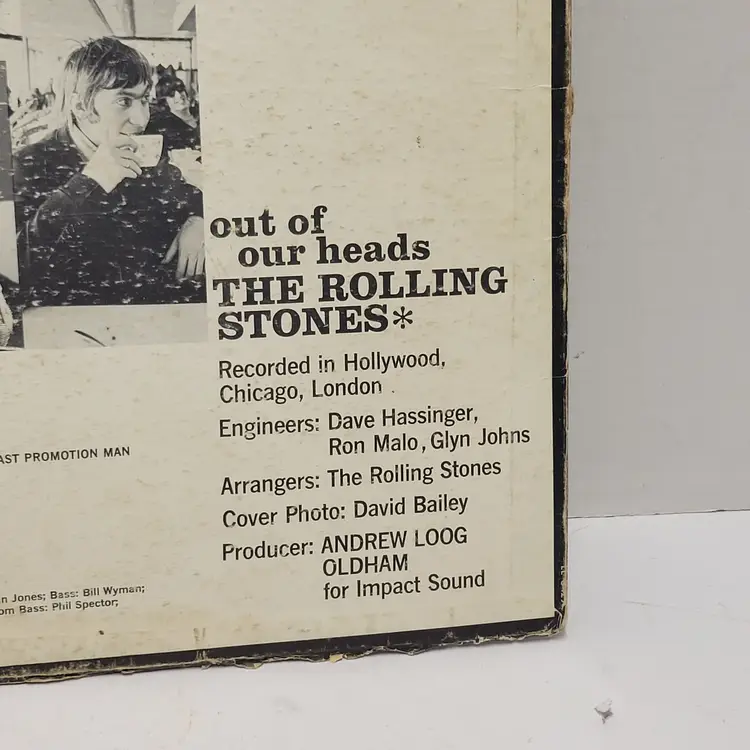 out of
our heads
THE ROLLING
STONES*
Recorded in Hollywood,
Chicago, London
Engineers: Dave Hassinger,
Ron Malo, Glyn Johns
Arrangers: The Rolling Stones
Cover Photo: David Bailey
Producer: ANDREW LOOG
OLDHAM
for Impact Sound
AST PROMOTION MAN
n Jones; Bass: Bill Wyman;
om Bass: Phil Spector;